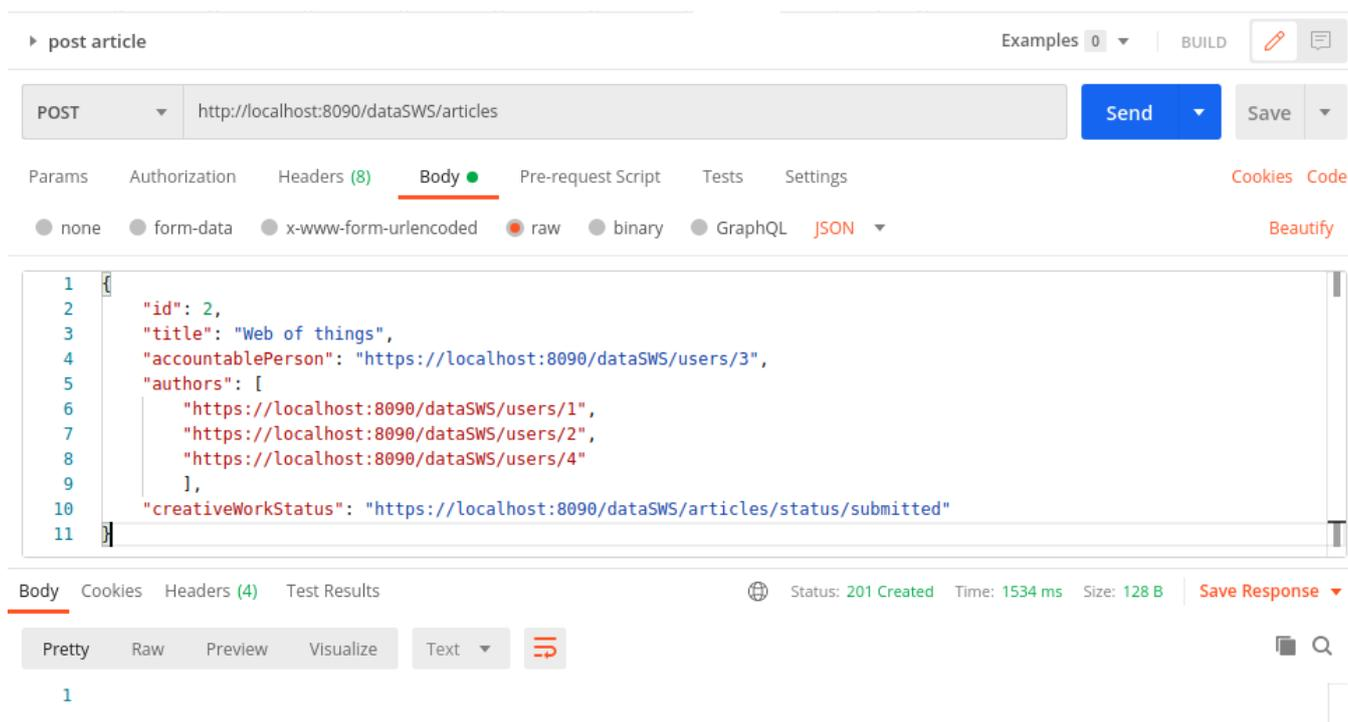 post article Examples 0 BUILD
POST http://localhost:8090/dataSWS/articles Send Save
Params Authorization Headers (8) Body Pre-request Script Tests Settings Cookies Code
none form-data x-www-form-urlencoded raw binary GraphQL JSON Beautify
1 {
2 "id": 2,
3 "title": "Web of things",
4 "accountablePerson": "https://localhost:8090/dataSWS/users/3",
5 "authors": [
6 "https://localhost:8090/dataSWS/users/1",
7 "https://localhost:8090/dataSWS/users/2",
8 "https://localhost:8090/dataSWS/users/4"
9 ],
10 "creativeWorkStatus": "https://localhost:8090/dataSWS/articles/status/submitted"
11 }
Body Cookies Headers (4) Test Results Status: 201 Created Time: 1534 ms Size: 128 B Save Response
Pretty Raw Preview Visualize Text
1